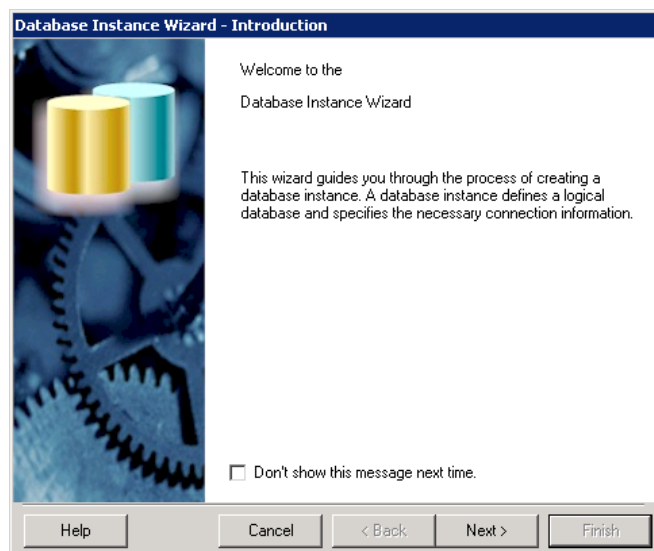 Database Instance Wizard - Introduction
Welcome to the
Database Instance Wizard
This wizard guides you through the process of creating a
database instance. A database instance defines a logical
database and specifies the necessary connection information.
Don't show this message next time.
Help
Cancel
< Back
Next >
Finish